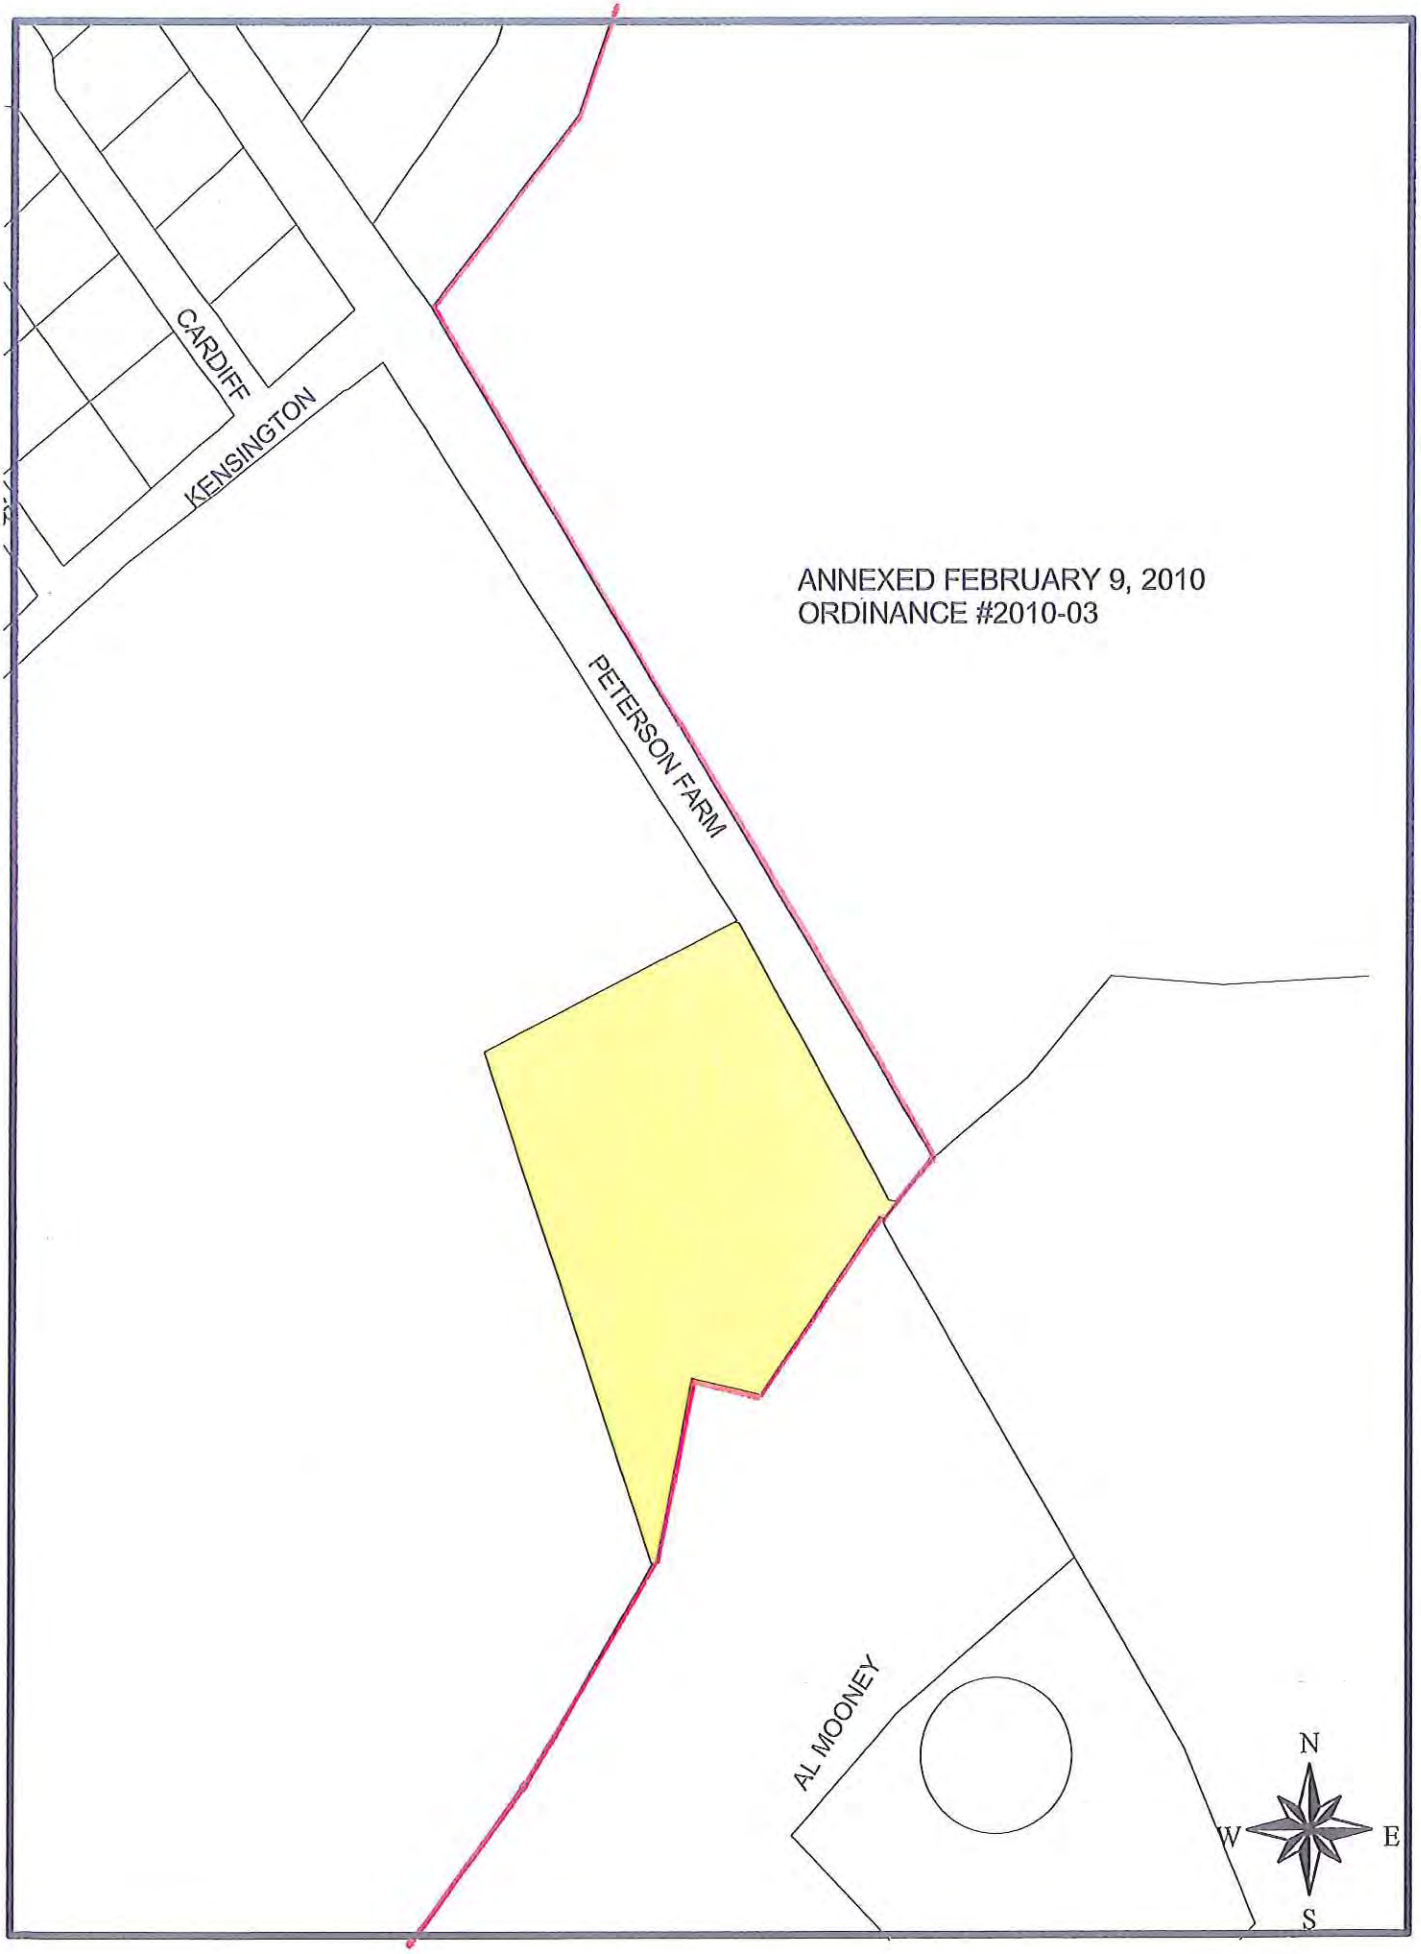 CARDIFF
KENSINGTON
ANNEXED FEBRUARY 9, 2010
ORDINANCE #2010-03
PETERSON FARM
AL MOONEY
N
W
E
S